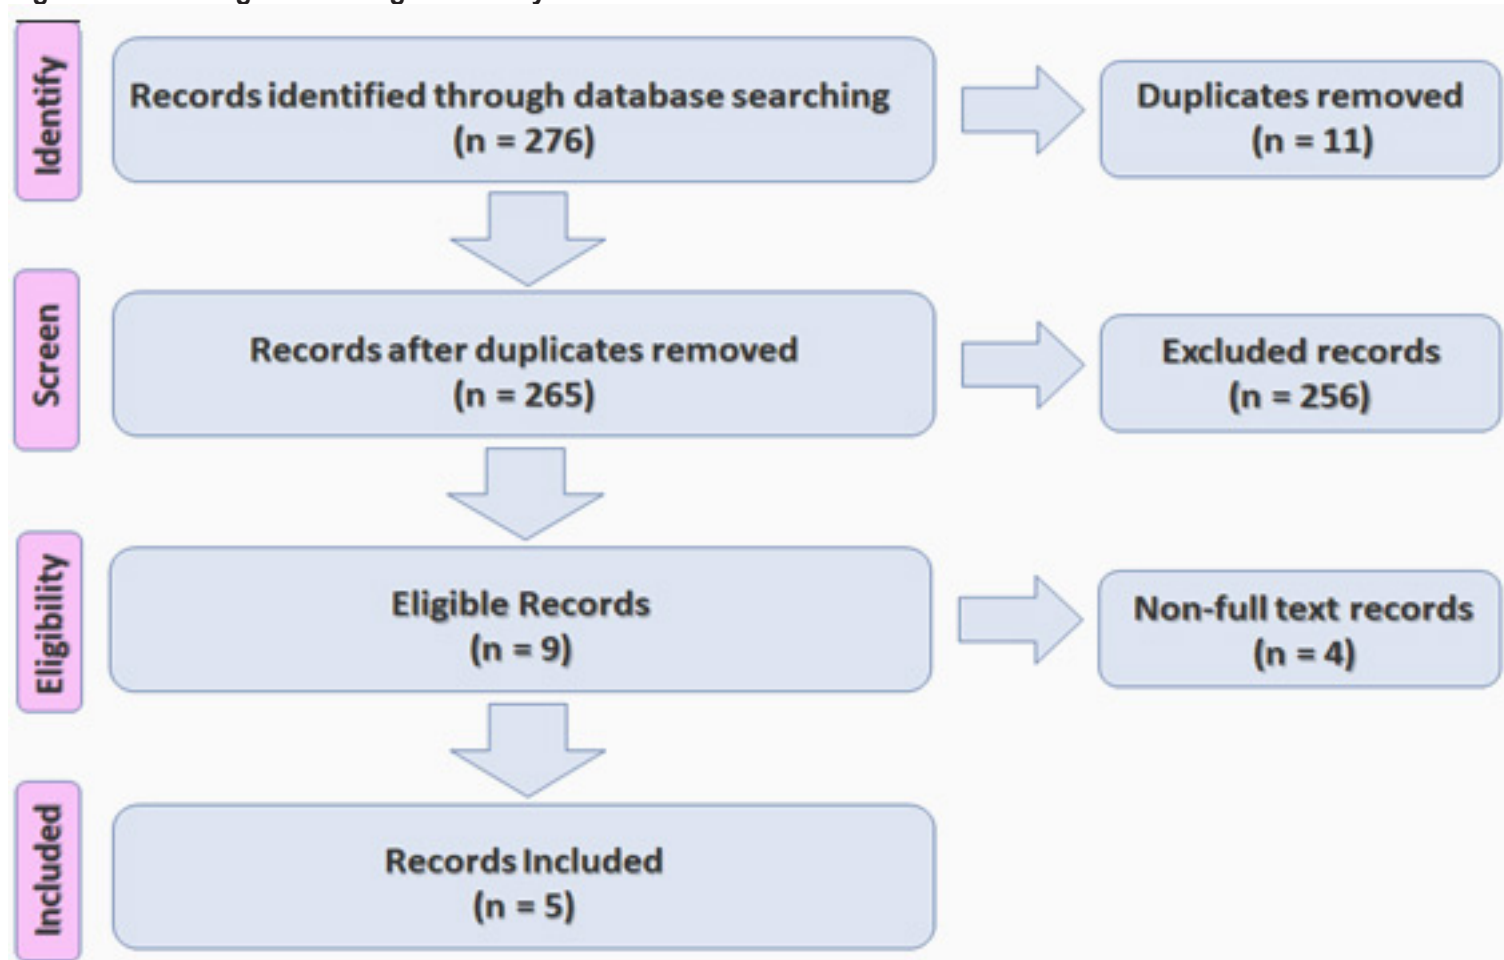 Identify
Records identified through database searching
(n = 276)
Duplicates removed
(n = 11)
Screen
Records after duplicates removed
(n = 265)
Excluded records
(n = 256)
Eligibility
Eligible Records
(n = 9)
Non-full text records
(n = 4)
Included
Records Included
(n = 5)